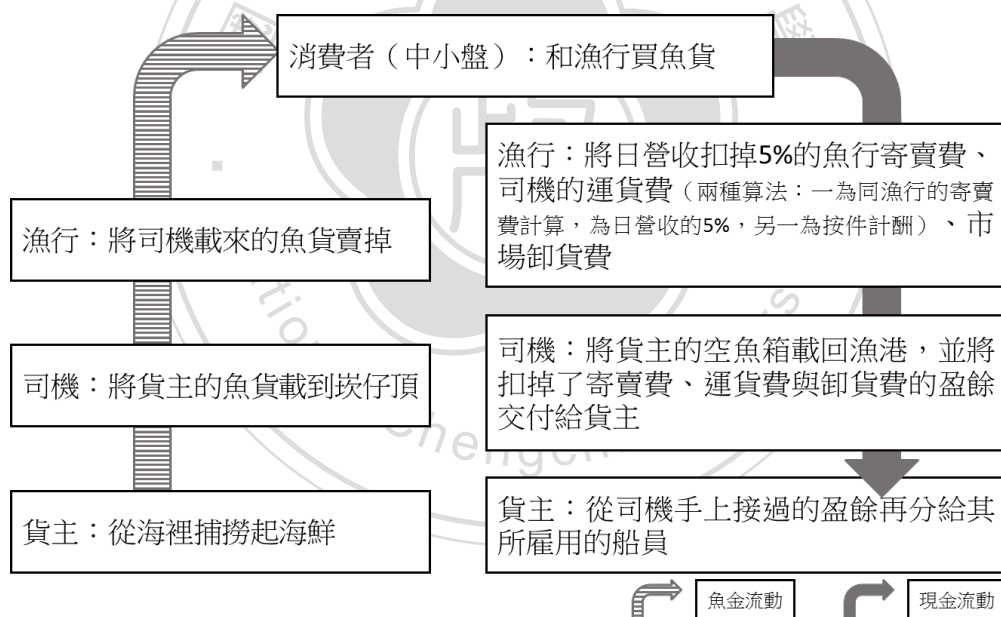 消費者（中小盤）：和漁行買魚貨
漁行：將司機載來的魚貨賣掉
司機：將貨主的魚貨載到崁仔頂
貨主：從海裡捕撈起海鮮
漁行：將日營收扣掉5%的魚行寄賣費、
司機的運貨費（兩種算法：一為同漁行的寄賣
費計算，為日營收的5%，另一為按件計酬）、市
場卸貨費
司機：將貨主的空魚箱載回漁港，並將
扣掉了寄賣費、運貨費與卸貨費的盈餘
交付給貨主
貨主：從司機手上接過的盈餘再分給其
所雇用的船員
魚金流動
現金流動